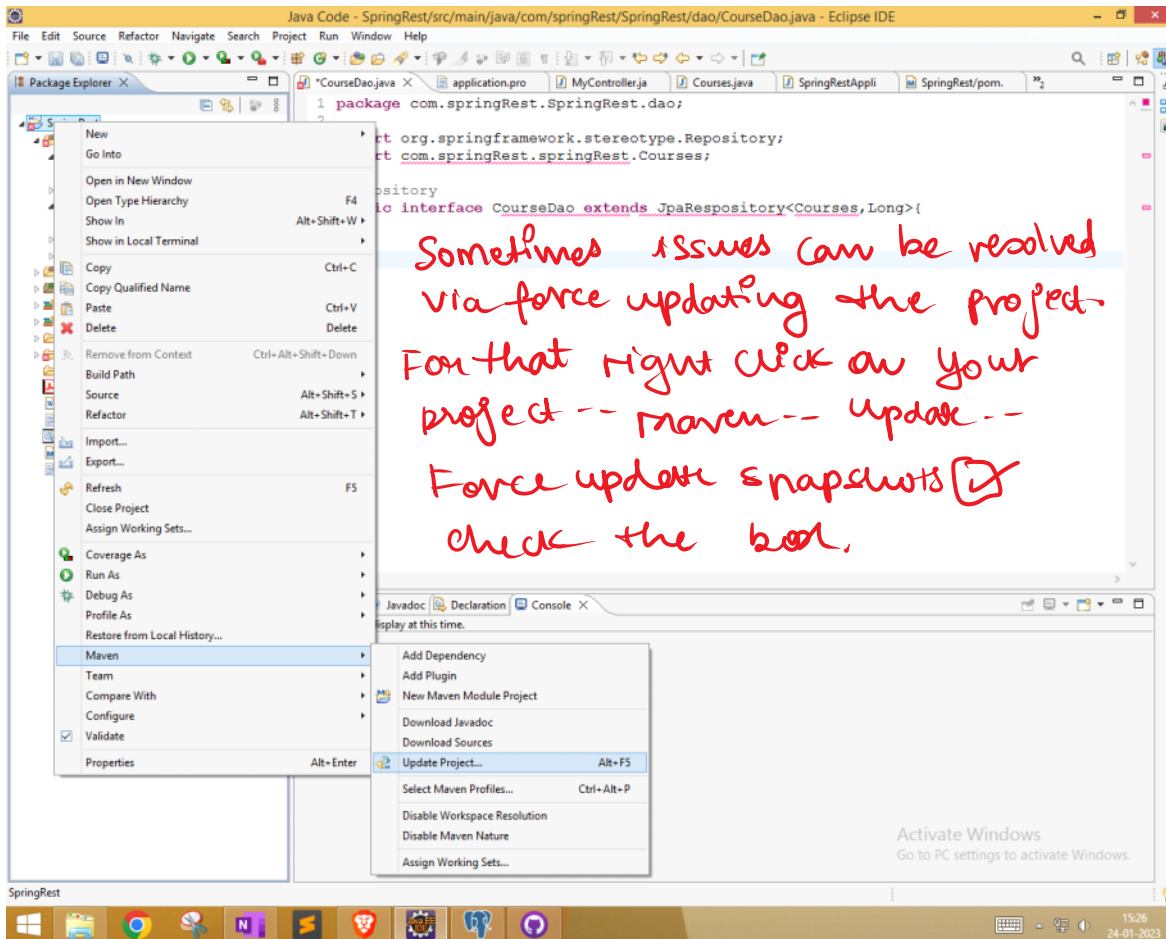 Java Code - SpringRest/src/main/java/com/springRest/SpringRest/dao/CourseDao.java - Eclipse IDE
File Edit Source Refactor Navigate Search Project Run Window Help
Package Explorer
*CourseDao.java application.pro MyController.ja Courses.java SpringRestAppli SpringRest/pom. »2
1 package com.springRest.SpringRest.dao;
2
rt org.springframework.stereotype.Repository;
rt com.springRest.springRest.Courses;
ository
ic interface CourseDao extends JpaRespository<Courses,Long>{
Sometimes issues can be resolved
via force updating the project.
For that right click on your
project -- maven -- update --
Force update snapshots
check the box.
New
Go Into
Open in New Window
Open Type Hierarchy F4
Show In Alt+Shift+W
Show in Local Terminal
Copy Ctrl+C
Copy Qualified Name
Paste Ctrl+V
Delete Delete
Remove from Context Ctrl+Alt+Shift+Down
Build Path
Source Alt+Shift+S
Refactor Alt+Shift+T
Import...
Export...
Refresh F5
Close Project
Assign Working Sets...
Coverage As
Run As
Debug As
Profile As
Restore from Local History...
Maven
Team
Compare With
Configure
Validate
Properties Alt+Enter
Javadoc Declaration Console
display at this time.
Add Dependency
Add Plugin
New Maven Module Project
Download Javadoc
Download Sources
Update Project... Alt+F5
Select Maven Profiles... Ctrl+Alt+P
Disable Workspace Resolution
Disable Maven Nature
Assign Working Sets...
Activate Windows
Go to PC settings to activate Windows.
SpringRest
15:26
24-01-2023